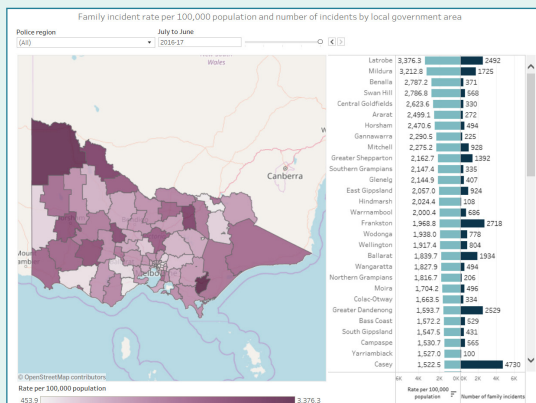 Family incident rate per 100,000 population and number of incidents by local government area
Police region
(All)
July to June
2016-17
Wales
Canberra
© OpenStreetMap contributors
Rate per 100,000 population
453.9 3,376.3
Latrobe 3,376.3 2492
Mildura 3,212.8 1725
Benalla 2,787.2 371
Swan Hill 2,786.8 568
Central Goldfields 2,623.6 330
Ararat 2,499.1 272
Horsham 2,470.6 494
Gannawarra 2,290.5 225
Mitchell 2,275.2 928
Greater Shepparton 2,162.7 1392
Southern Grampians 2,147.4 335
Glenelg 2,144.9 407
East Gippsland 2,057.0 924
Hindmarsh 2,024.4 108
Warrnambool 2,000.4 686
Frankston 1,968.8 2718
Wodonga 1,938.0 778
Wellington 1,917.4 804
Ballarat 1,839.7 1934
Wangaratta 1,827.9 494
Northern Grampians 1,816.7 206
Moira 1,704.2 496
Colac-Otway 1,663.5 334
Greater Dandenong 1,593.7 2529
Bass Coast 1,572.2 529
South Gippsland 1,547.5 431
Campaspe 1,530.7 565
Yarriambiack 1,527.0 100
Casey 1,522.5 4730
6K 4K 2K 0K 0K 2K 4K 6K
Rate per 100,000
population
Number of family incidents